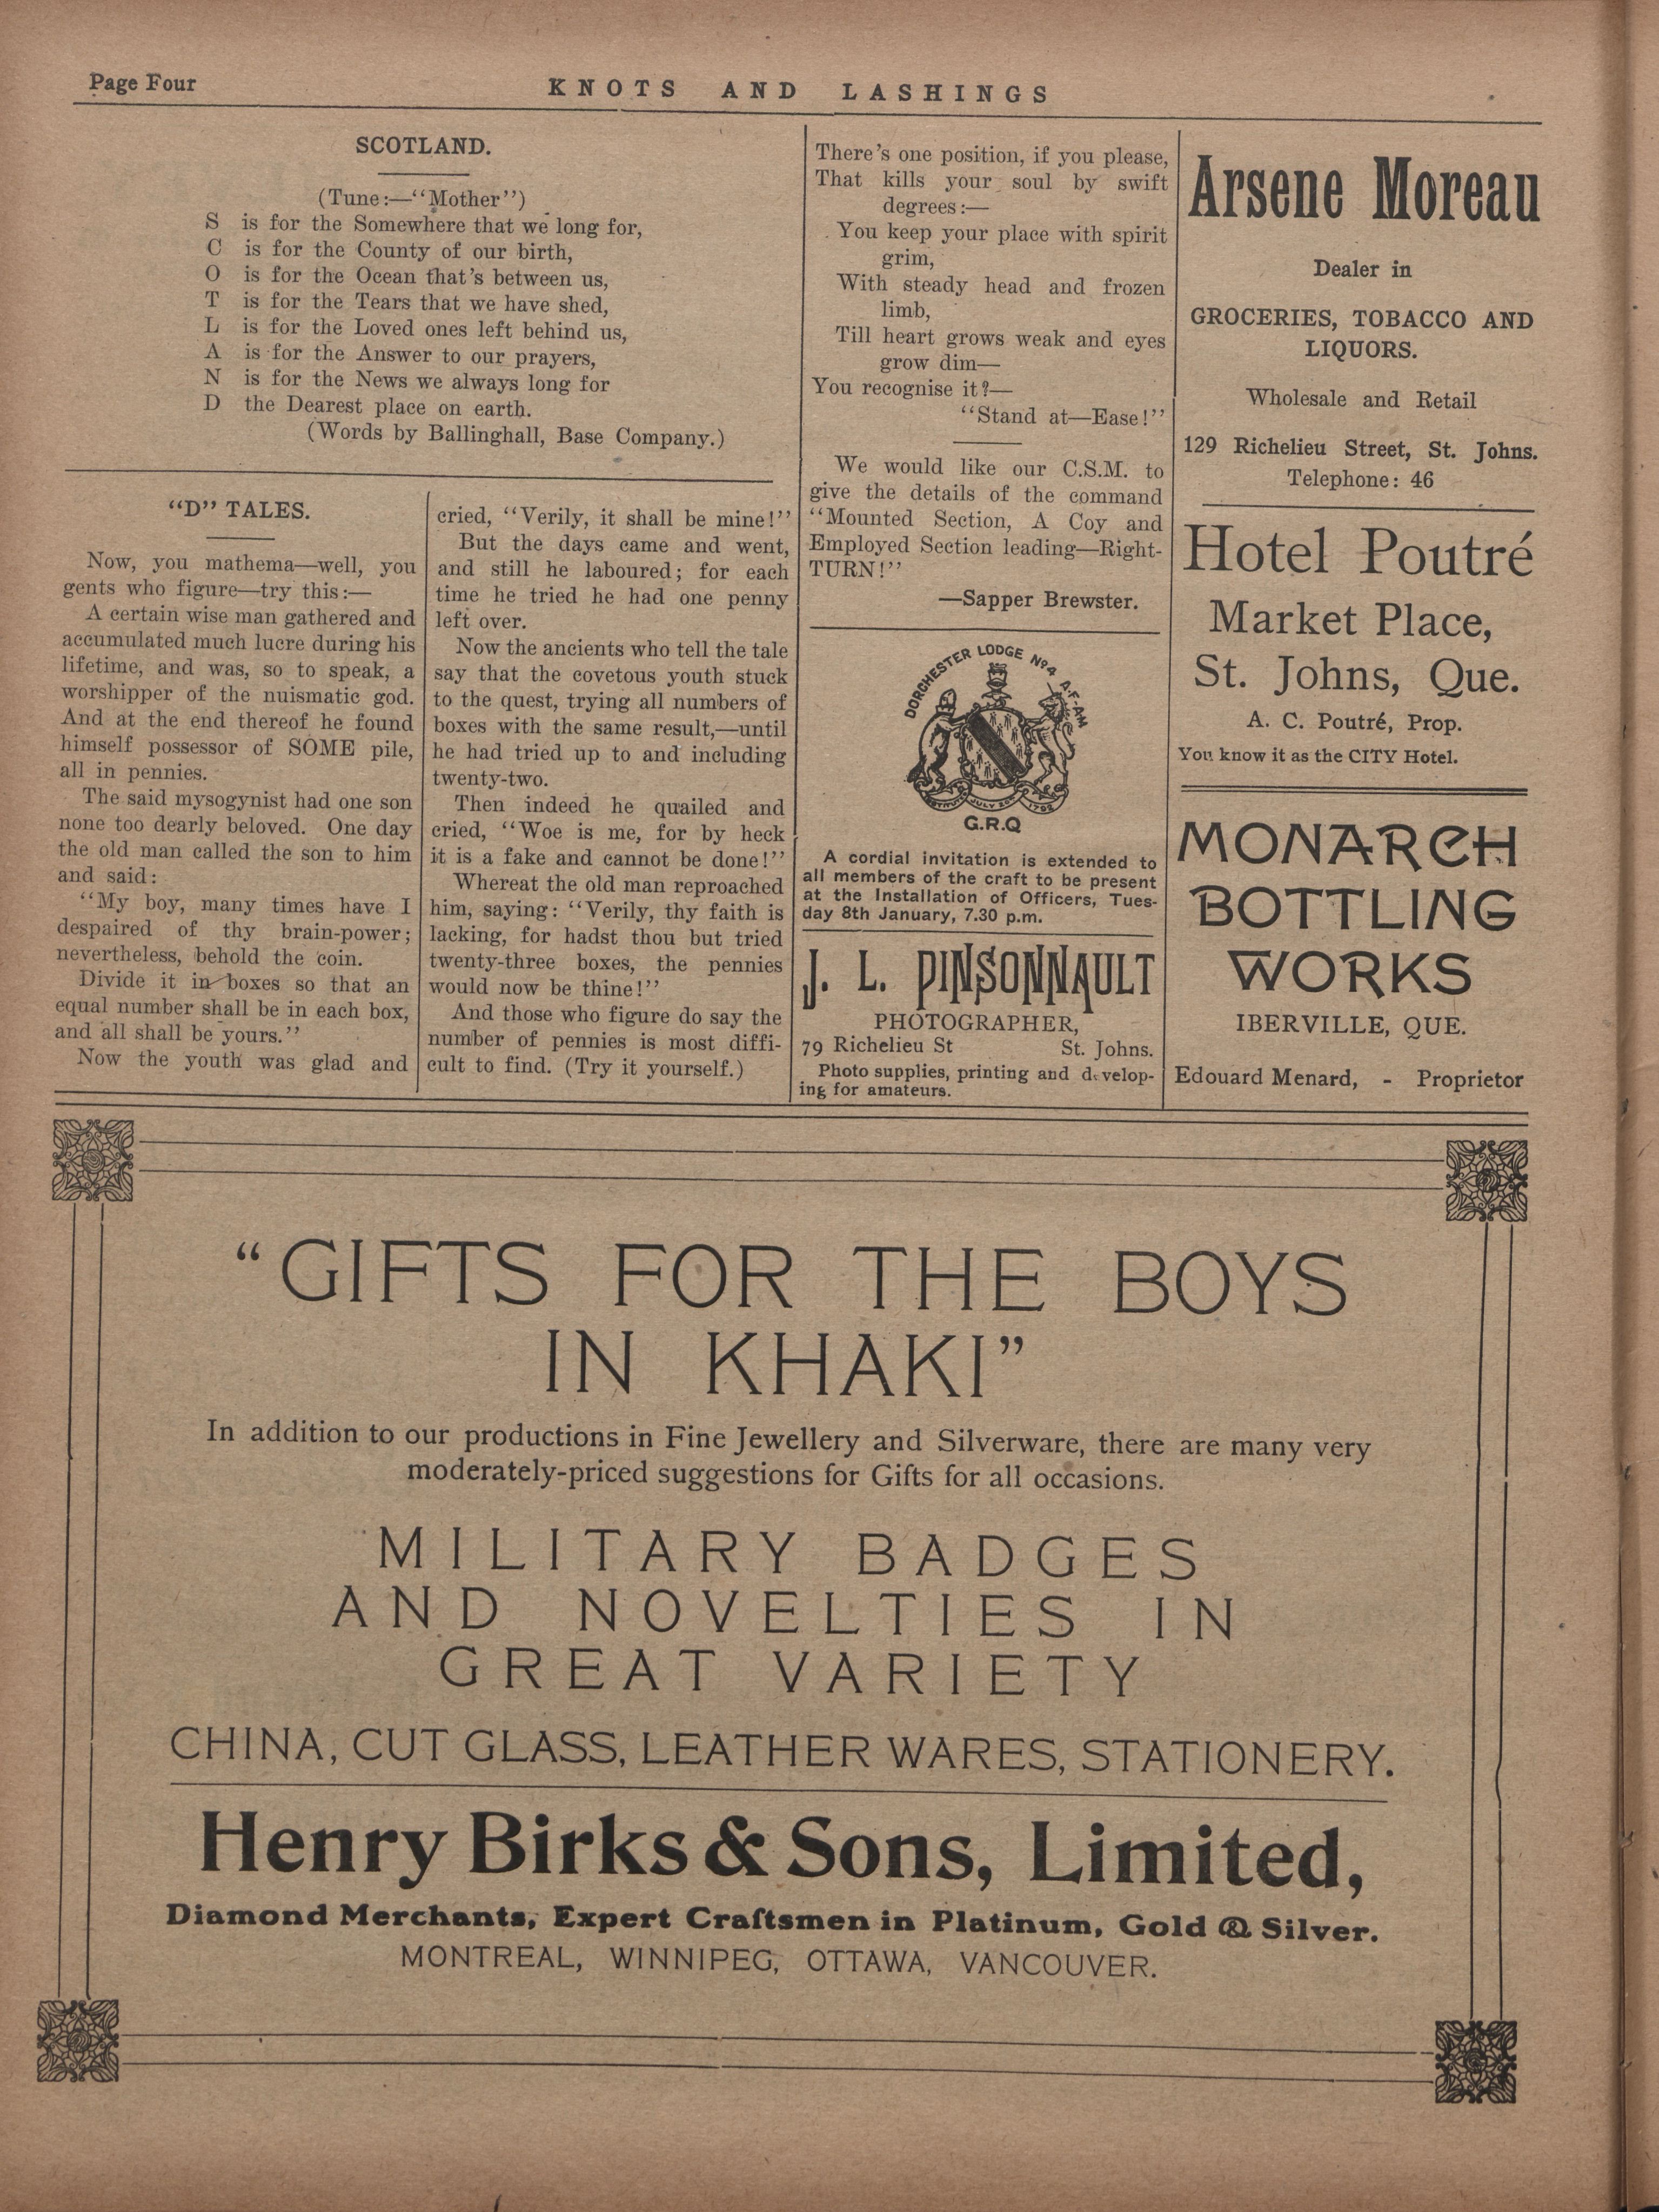 Page Four
KNOTS AND LASHINGS
SCOTLAND.
(Tune:—"Mother")
S is for the Somewhere that we long for,
C is for the County of our birth,
O is for the Ocean that's between us,
T is for the Tears that we have shed,
L is for the Loved ones left behind us,
A is for the Answer to our prayers,
N is for the News we always long for
D the Dearest place on earth.
(Words by Ballinghall, Base Company.)
"D" TALES.
Now, you mathema—well, you
gents who figure—try this:—
A certain wise man gathered and
accumulated much lucre during his
lifetime, and was, so to speak, a
worshipper of the nuismatic god.
And at the end thereof he found
himself possessor of SOME pile,
all in pennies.
The said mysogynist had one son
none too dearly beloved. One day
the old man called the son to him
and said:
"My boy, many times have I
despaired of thy brain-power;
nevertheless, behold the coin.
Divide it in boxes so that an
equal number shall be in each box,
and all shall be yours."
Now the youth was glad and
cried, "Verily, it shall be mine!"
But the days came and went,
and still he laboured; for each
time he tried he had one penny
left over.
Now the ancients who tell the tale
say that the covetous youth stuck
to the quest, trying all numbers of
boxes with the same result,—until
he had tried up to and including
twenty-two.
Then indeed he quailed and
cried, "Woe is me, for by heck
it is a fake and cannot be done!"
Whereat the old man reproached
him, saying: "Verily, thy faith is
lacking, for hadst thou but tried
twenty-three boxes, the pennies
would now be thine!"
And those who figure do say the
number of pennies is most diffi-
cult to find. (Try it yourself.)
There's one position, if you please,
That kills your soul by swift
degrees:—
You keep your place with spirit
grim,
With steady head and frozen
limb,
Till heart grows weak and eyes
grow dim—
You recognise it?—
"Stand at—Ease!"
We would like our C.S.M. to
give the details of the command
"Mounted Section, A Coy and
Employed Section leading—Right-
TURN!"
—Sapper Brewster.
DORCHESTER LODGE No 4 A.F. & A.M
JULY 20 1792
G.R.Q
A cordial invitation is extended to
all members of the craft to be present
at the Installation of Officers, Tues-
day 8th January, 7.30 p.m.
J. L. PINSONNAULT
PHOTOGRAPHER,
79 Richelieu St St. Johns.
Photo supplies, printing and develop-
ing for amateurs.
Arsene Moreau
Dealer in
GROCERIES, TOBACCO AND
LIQUORS.
Wholesale and Retail
129 Richelieu Street, St. Johns.
Telephone: 46
Hotel Poutré
Market Place,
St. Johns, Que.
A. C. Poutré, Prop.
You know it as the CITY Hotel.
MONARCH
BOTTLING
WORKS
IBERVILLE, QUE.
Edouard Menard, - Proprietor
"GIFTS FOR THE BOYS
IN KHAKI"
In addition to our productions in Fine Jewellery and Silverware, there are many very
moderately-priced suggestions for Gifts for all occasions.
MILITARY BADGES
AND NOVELTIES IN
GREAT VARIETY
CHINA, CUT GLASS, LEATHER WARES, STATIONERY.
Henry Birks & Sons, Limited,
Diamond Merchants, Expert Craftsmen in Platinum, Gold & Silver.
MONTREAL, WINNIPEG, OTTAWA, VANCOUVER.